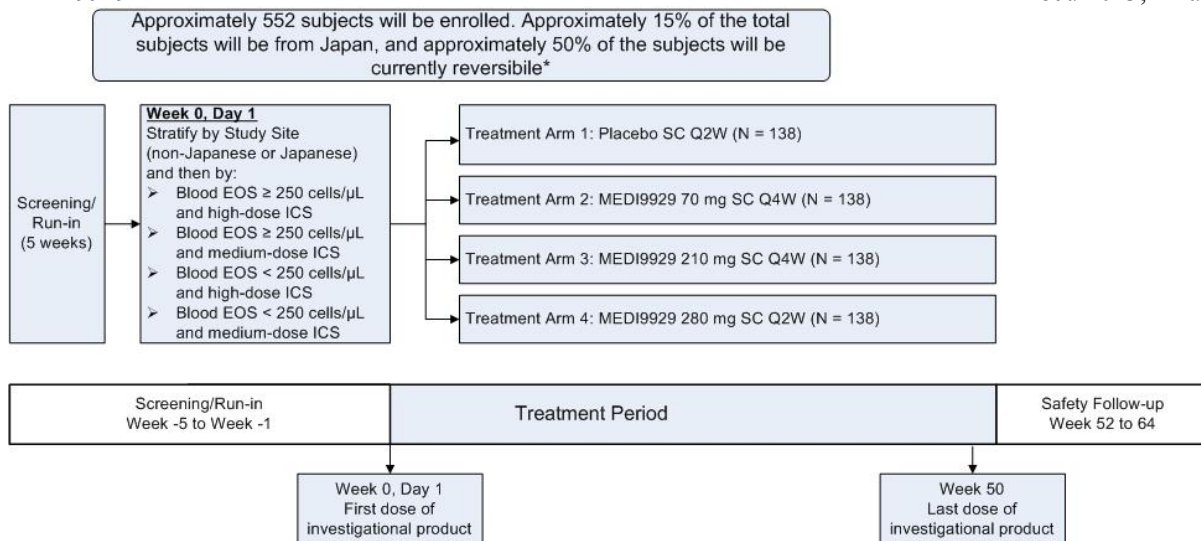 Approximately 552 subjects will be enrolled. Approximately 15% of the total
subjects will be from Japan, and approximately 50% of the subjects will be
currently reversibile*
Screening/
Run-in
(5 weeks)
Week 0, Day 1
Stratify by Study Site
(non-Japanese or Japanese)
and then by:
➢ Blood EOS ≥ 250 cells/µL
and high-dose ICS
➢ Blood EOS ≥ 250 cells/µL
and medium-dose ICS
➢ Blood EOS < 250 cells/µL
and high-dose ICS
➢ Blood EOS < 250 cells/µL
and medium-dose ICS
Treatment Arm 1: Placebo SC Q2W (N = 138)
Treatment Arm 2: MEDI9929 70 mg SC Q4W (N = 138)
Treatment Arm 3: MEDI9929 210 mg SC Q4W (N = 138)
Treatment Arm 4: MEDI9929 280 mg SC Q2W (N = 138)
Screening/Run-in
Week -5 to Week -1
Treatment Period
Safety Follow-up
Week 52 to 64
Week 0, Day 1
First dose of
investigational product
Week 50
Last dose of
investigational product